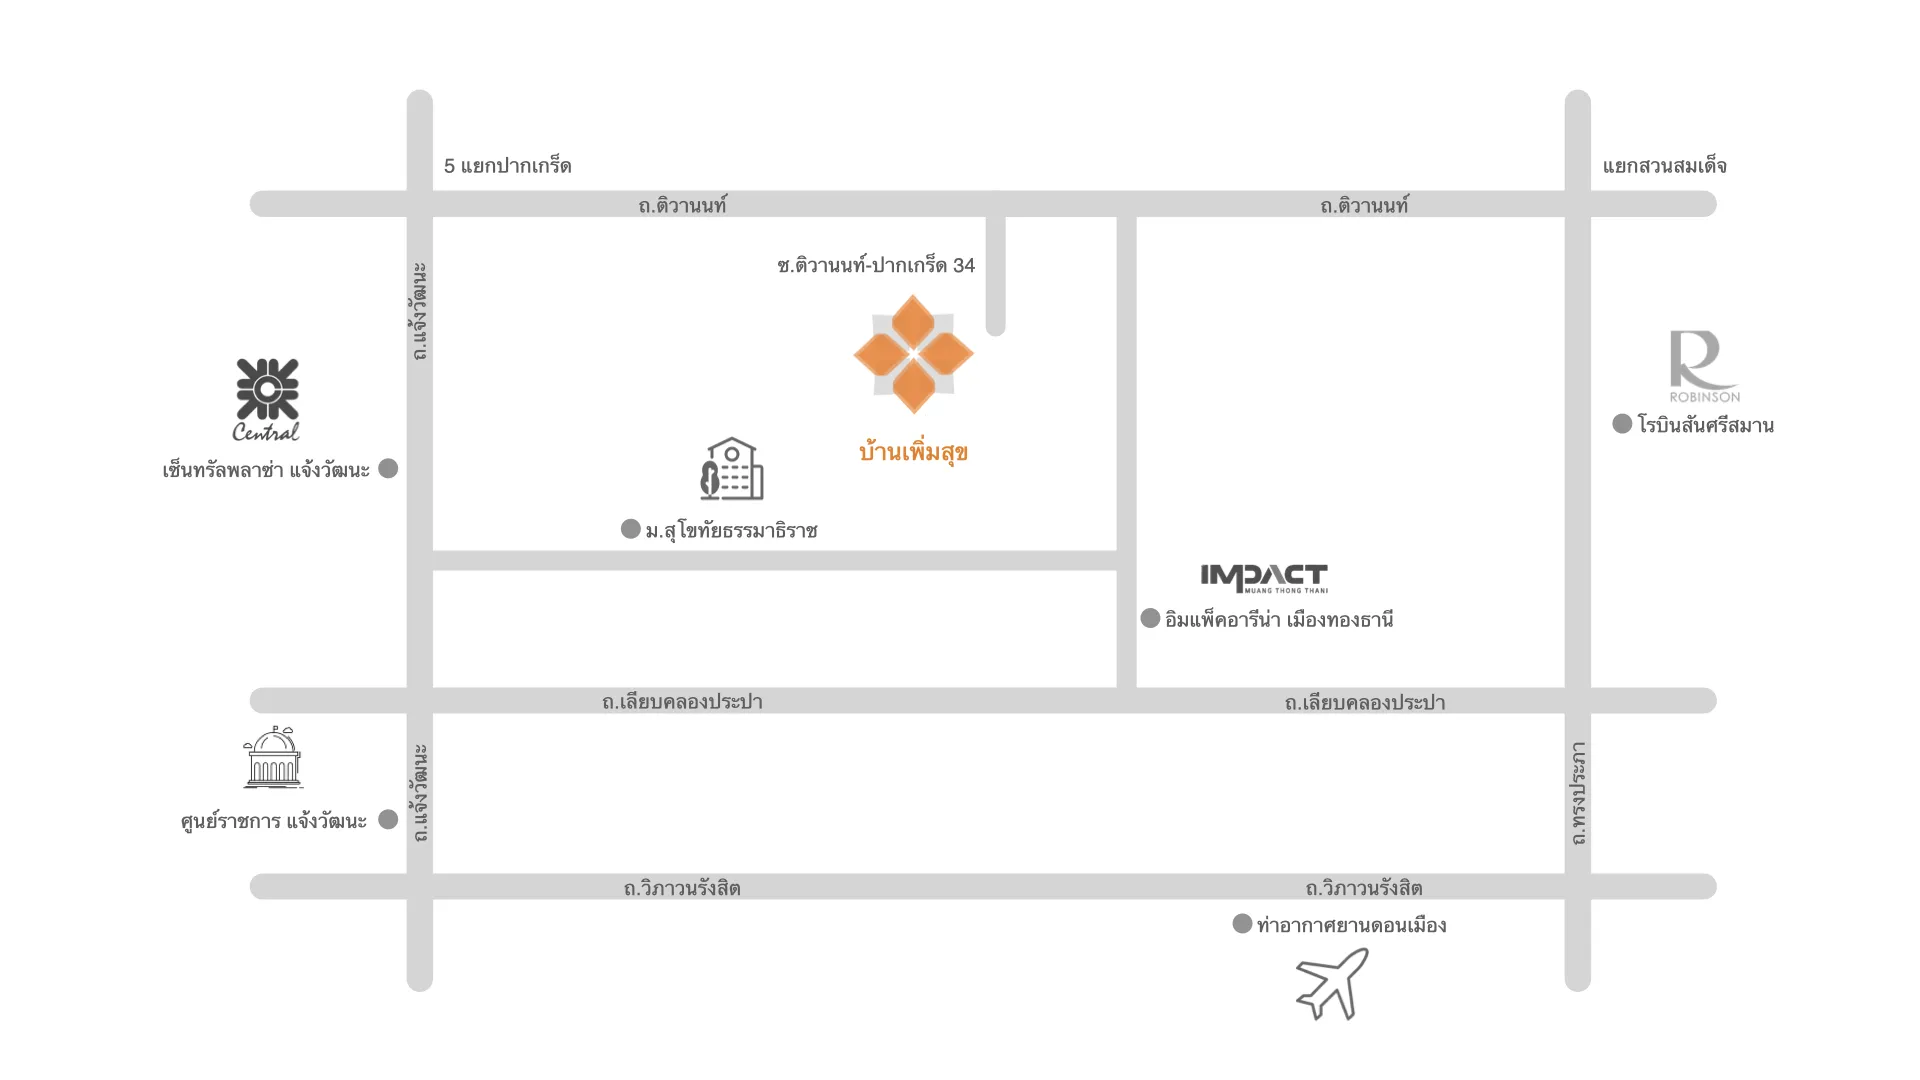 5 แยกปากเกร็ด
แยกสวนสมเด็จ
ถ.ติวานนท์
ถ.ติวานนท์
ซ.ติวานนท์-ปากเกร็ด 34
ถ.แจ้งวัฒนะ
บ้านเพิ่มสุข
Central
เซ็นทรัลพลาซ่า แจ้งวัฒนะ
ROBINSON
โรบินสันศรีสมาน
ม.สุโขทัยธรรมาธิราช
IMPACT
MUANG THONG THANI
อิมแพ็คอารีน่า เมืองทองธานี
ถ.เลียบคลองประปา
ถ.เลียบคลองประปา
ถ.แจ้งวัฒนะ
ถ.ทรงประภา
ศูนย์ราชการ แจ้งวัฒนะ
ถ.วิภาวนรังสิต
ถ.วิภาวนรังสิต
ท่าอากาศยานดอนเมือง